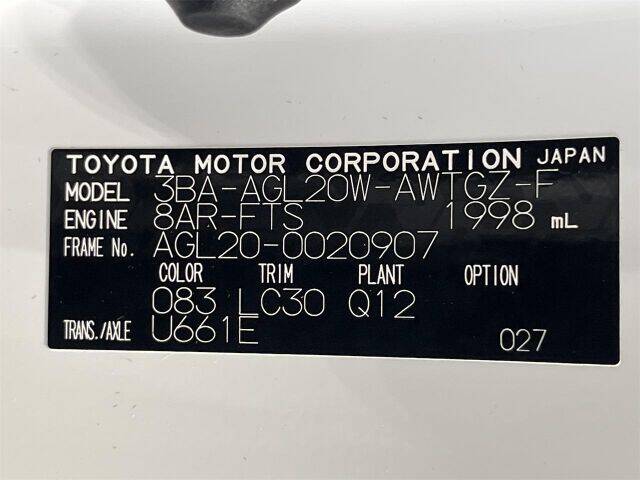 TOYOTA MOTOR CORPORATION JAPAN
MODEL 3BA-AGL20W-AWTGZ-F
ENGINE 8AR-FTS 1998 mL
FRAME No. AGL20-0020907
COLOR TRIM PLANT OPTION
083 LC30 Q12
TRANS./AXLE U661E 027